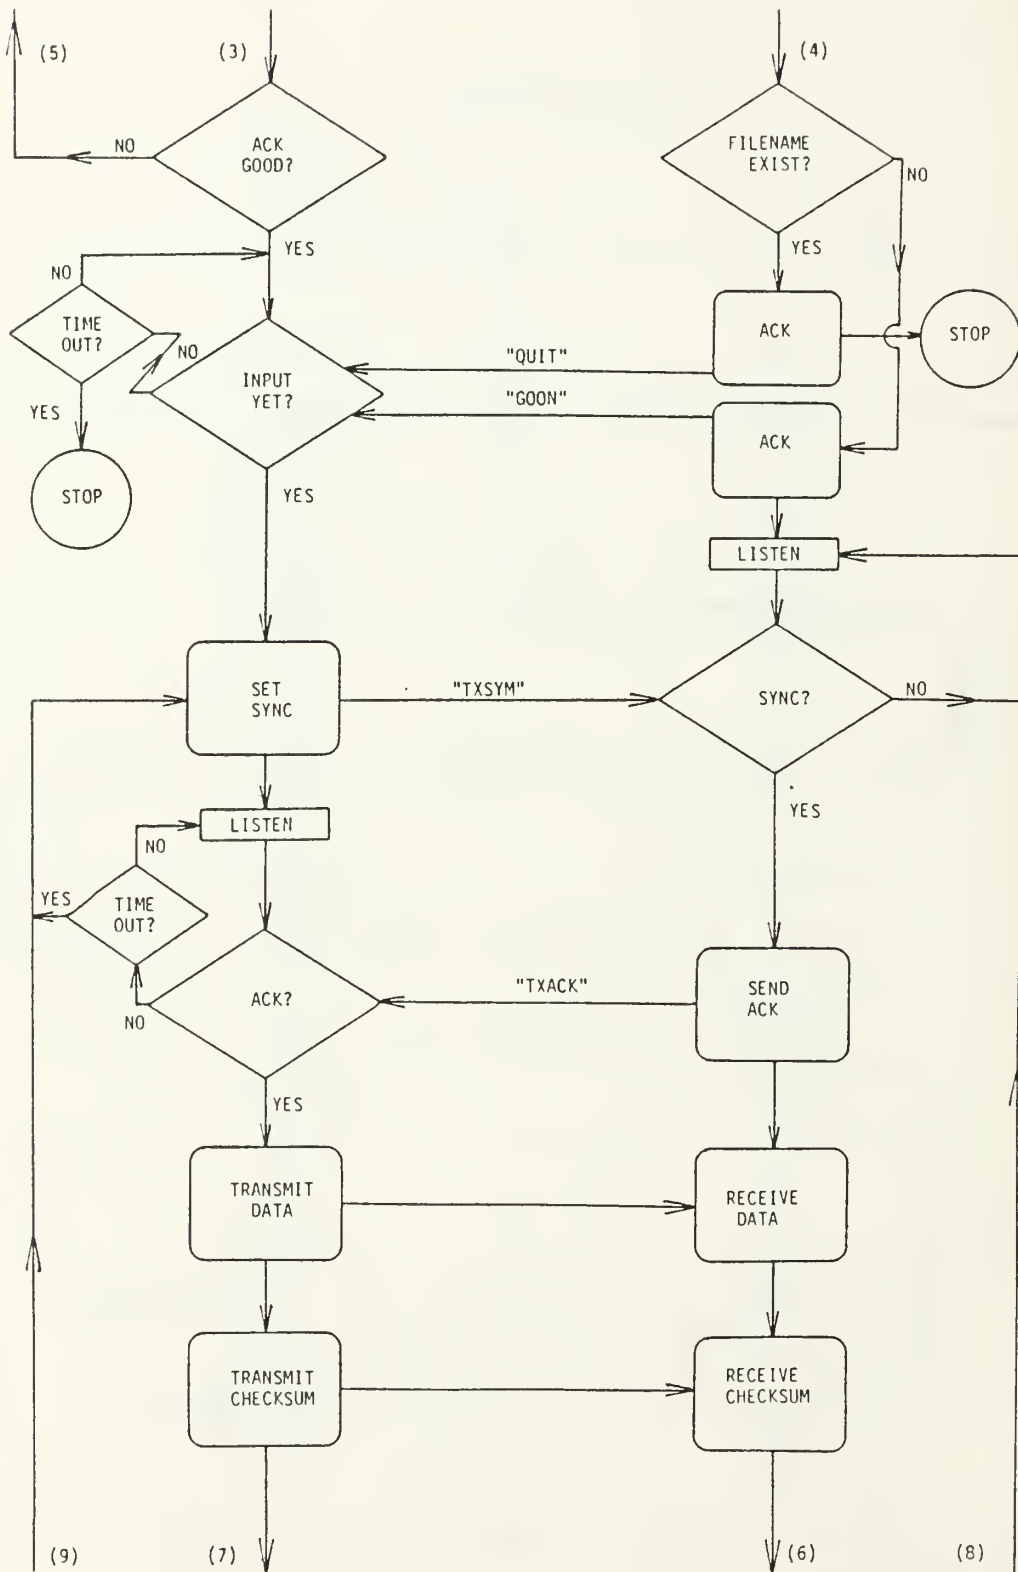 (5)
(3)
(4)
NO
ACK
GOOD?
FILENAME
EXIST?
NO
YES
YES
NO
TIME
OUT?
NO
INPUT
YET?
"QUIT"
ACK
STOP
"GOON"
YES
ACK
STOP
YES
LISTEN
SET
SYNC
"TXSYM"
SYNC?
NO
YES
LISTEN
NO
YES
TIME
OUT?
NO
ACK?
"TXACK"
SEND
ACK
YES
TRANSMIT
DATA
RECEIVE
DATA
TRANSMIT
CHECKSUM
RECEIVE
CHECKSUM
(9)
(7)
(6)
(8)